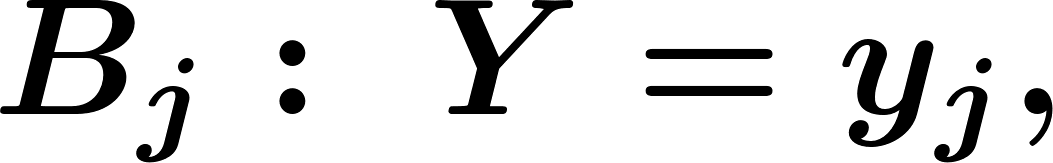 B_j : Y = y_j,